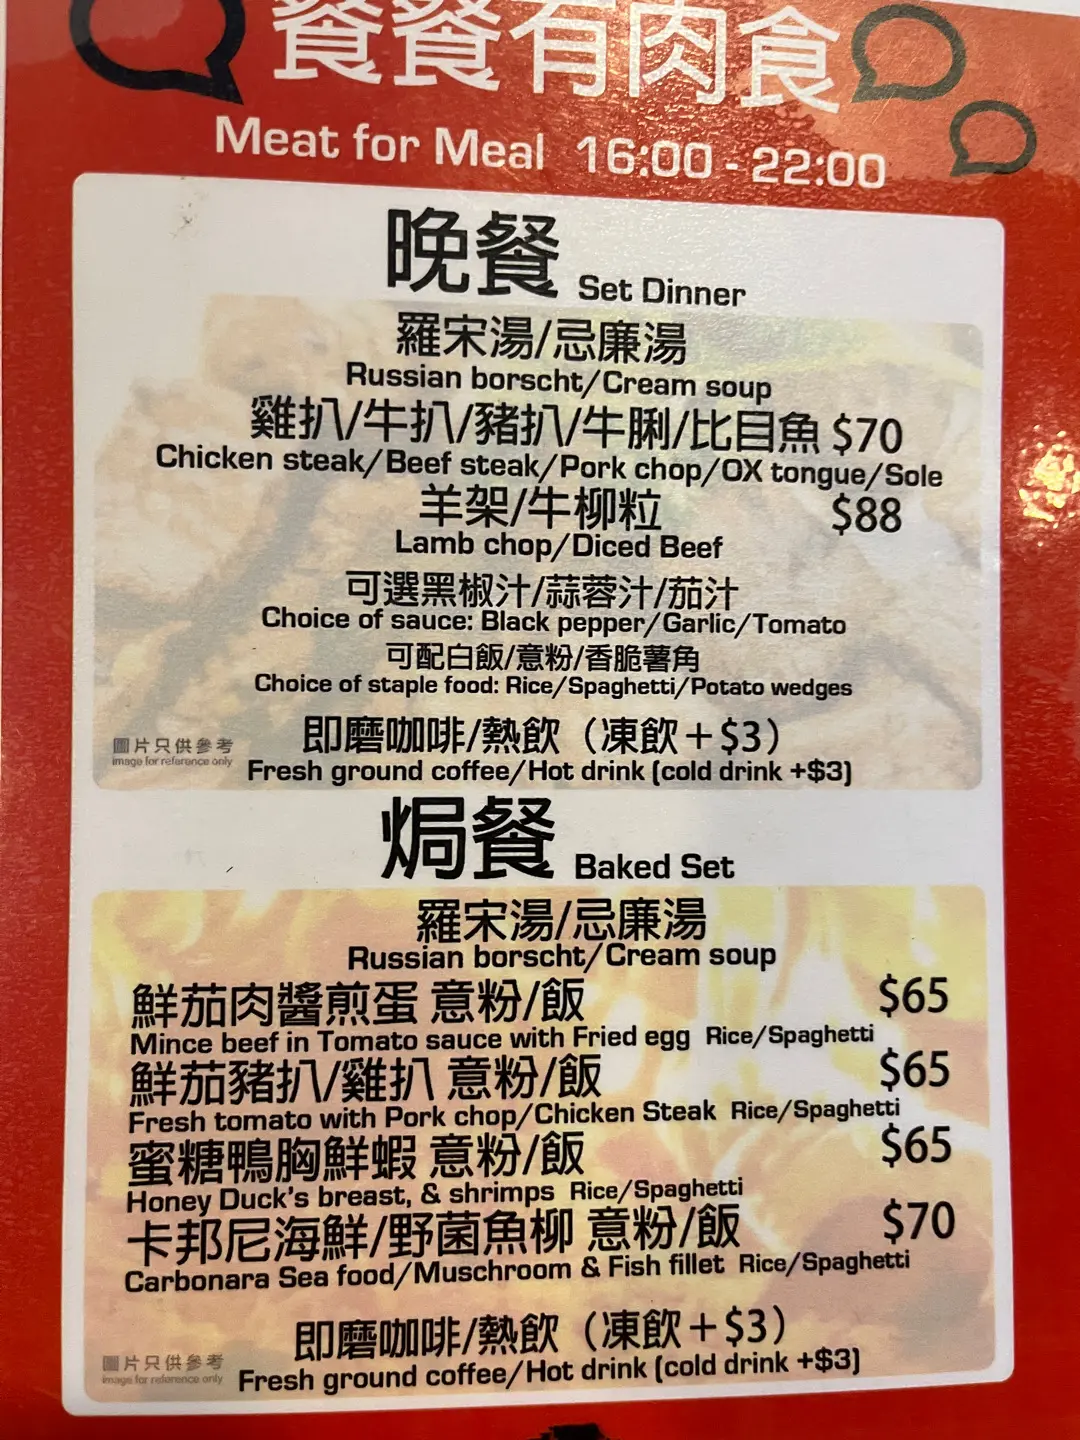 餐餐有肉食
Meat for Meal 16:00 - 22:00
晚餐 Set Dinner
羅宋湯/忌廉湯
Russian borscht/Cream soup
雞扒/牛扒/豬扒/牛脷/比目魚 $70
Chicken steak/Beef steak/Pork chop/OX tongue/Sole
羊架/牛柳粒 $88
Lamb chop/Diced Beef
可選黑椒汁/蒜蓉汁/茄汁
Choice of sauce: Black pepper/Garlic/Tomato
可配白飯/意粉/香脆薯角
Choice of staple food: Rice/Spaghetti/Potato wedges
即磨咖啡/熱飲（凍飲＋$3）
圖片只供參考
image for reference only
Fresh ground coffee/Hot drink (cold drink +$3)
焗餐 Baked Set
羅宋湯/忌廉湯
Russian borscht/Cream soup
鮮茄肉醬煎蛋 意粉/飯 $65
Mince beef in Tomato sauce with Fried egg Rice/Spaghetti
鮮茄豬扒/雞扒 意粉/飯 $65
Fresh tomato with Pork chop/Chicken Steak Rice/Spaghetti
蜜糖鴨胸鮮蝦 意粉/飯 $65
Honey Duck's breast, & shrimps Rice/Spaghetti
卡邦尼海鮮/野菌魚柳 意粉/飯 $70
Carbonara Sea food/Muschroom & Fish fillet Rice/Spaghetti
即磨咖啡/熱飲（凍飲＋$3）
圖片只供參考
image for reference only
Fresh ground coffee/Hot drink (cold drink +$3)